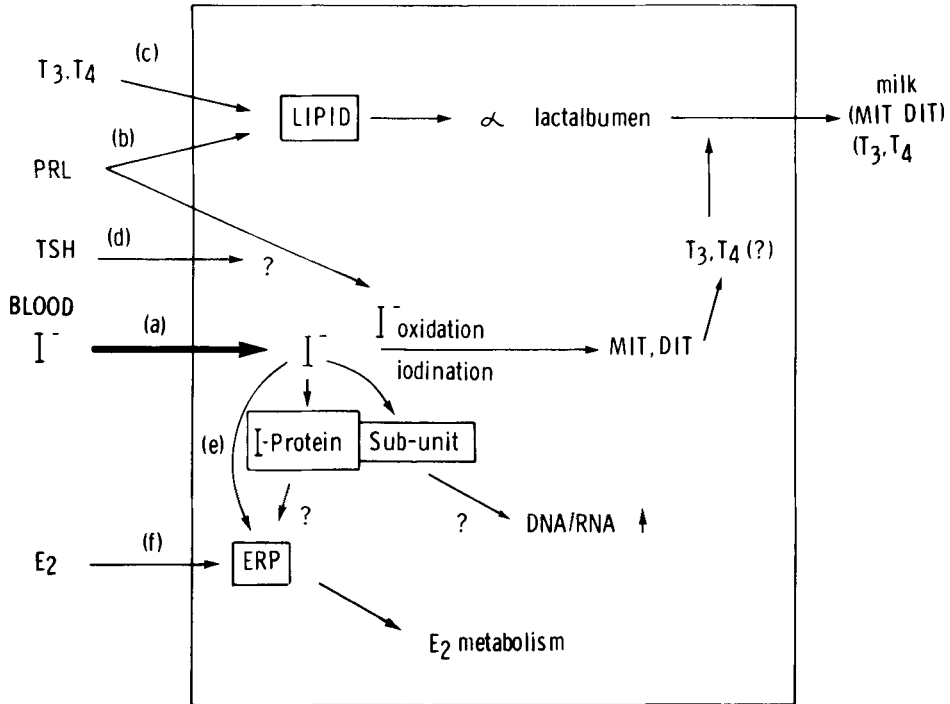 (c)
T3.T4
LIPID
α lactalbumen
milk
(MIT DIT)
(T3,T4
(b)
PRL
TSH
(d)
?
T3,T4 (?)
BLOOD
I-
(a)
I-
I- oxidation
iodination
MIT, DIT
(e)
I-Protein
Sub-unit
?
?
DNA/RNA
E2
(f)
ERP
E2 metabolism